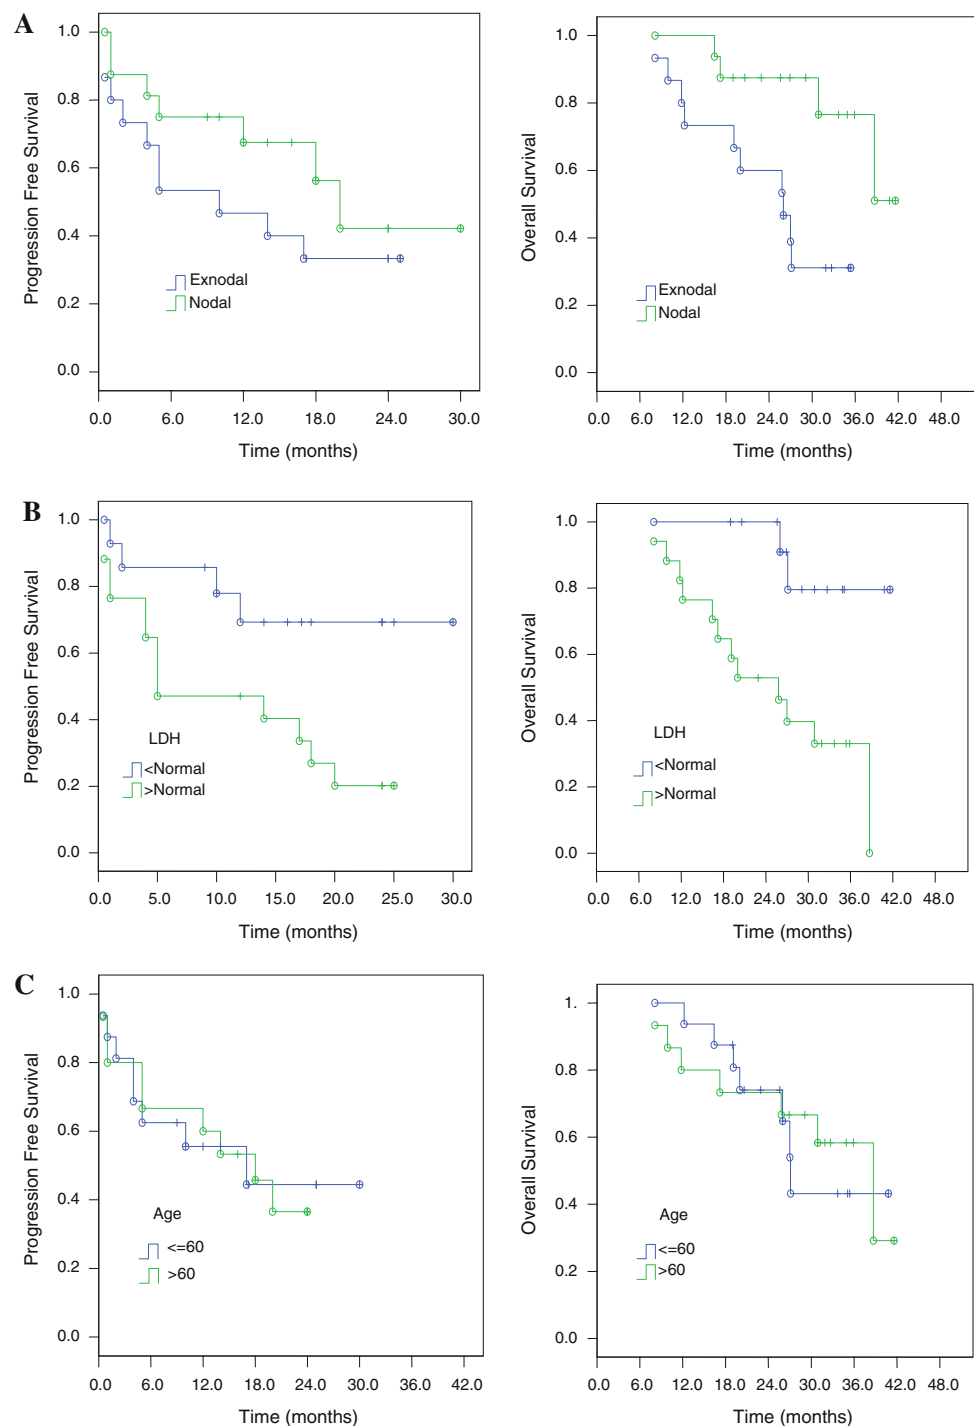 A
Progression Free Survival
1.0
0.8
0.6
0.4
0.2
0.0
Exnodal
Nodal
0.0 6.0 12.0 18.0 24.0 30.0
Time (months)
Overall Survival
1.0
0.8
0.6
0.4
0.2
0.0
Exnodal
Nodal
0.0 6.0 12.0 18.0 24.0 30.0 36.0 42.0 48.0
Time (months)
B
Progression Free Survival
1.0
0.8
0.6
0.4
0.2
0.0
LDH
<Normal
>Normal
0.0 5.0 10.0 15.0 20.0 25.0 30.0
Time (months)
Overall Survival
1.0
0.8
0.6
0.4
0.2
0.0
LDH
<Normal
>Normal
0.0 12.0 18.0 24.0 26.0 30.0 36.0 42.0 48.0
Time (months)
C
Progression Free Survival
1.0
0.8
0.6
0.4
0.2
0.0
Age
<=60
>60
0.0 6.0 12.0 18.0 24.0 30.0 36.0 42.0
Time (months)
Overall Survival
1.
0.8
0.6
0.4
0.2
0.0
Age
<=60
>60
0.0 6.0 12.0 18.0 24.0 30.0 36.0 42.0 48.0
Time (months)